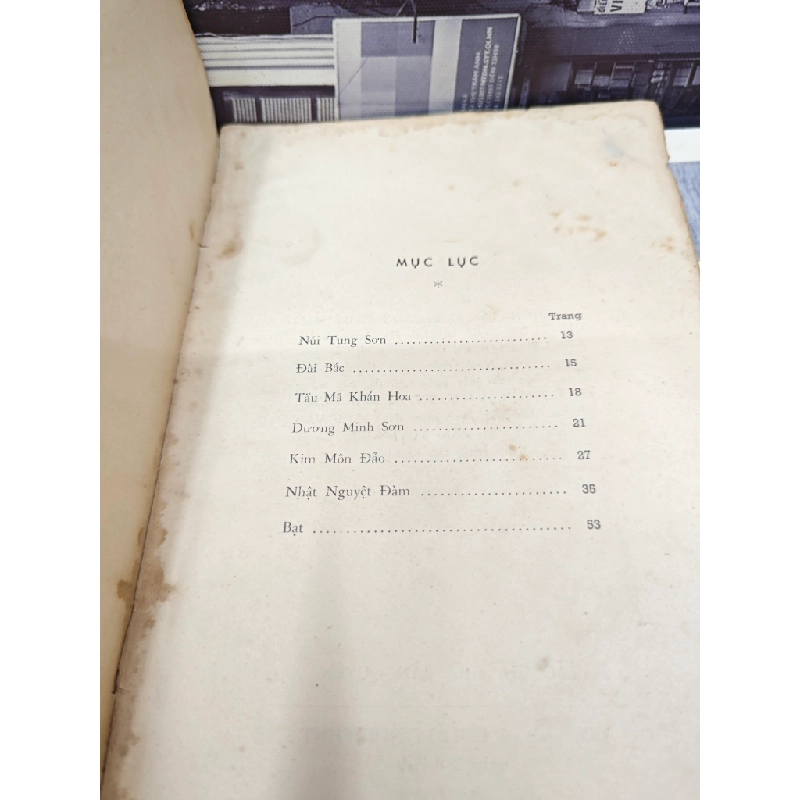 MỤC LỤC
*
Trang
Núi Tung Sơn 13
Đài Bắc 15
Tẩu Mã Khán Hoa 18
Dương Minh Sơn 21
Kim Môn Đảo 27
Nhật Nguyệt Đàm 35
Bạt 53